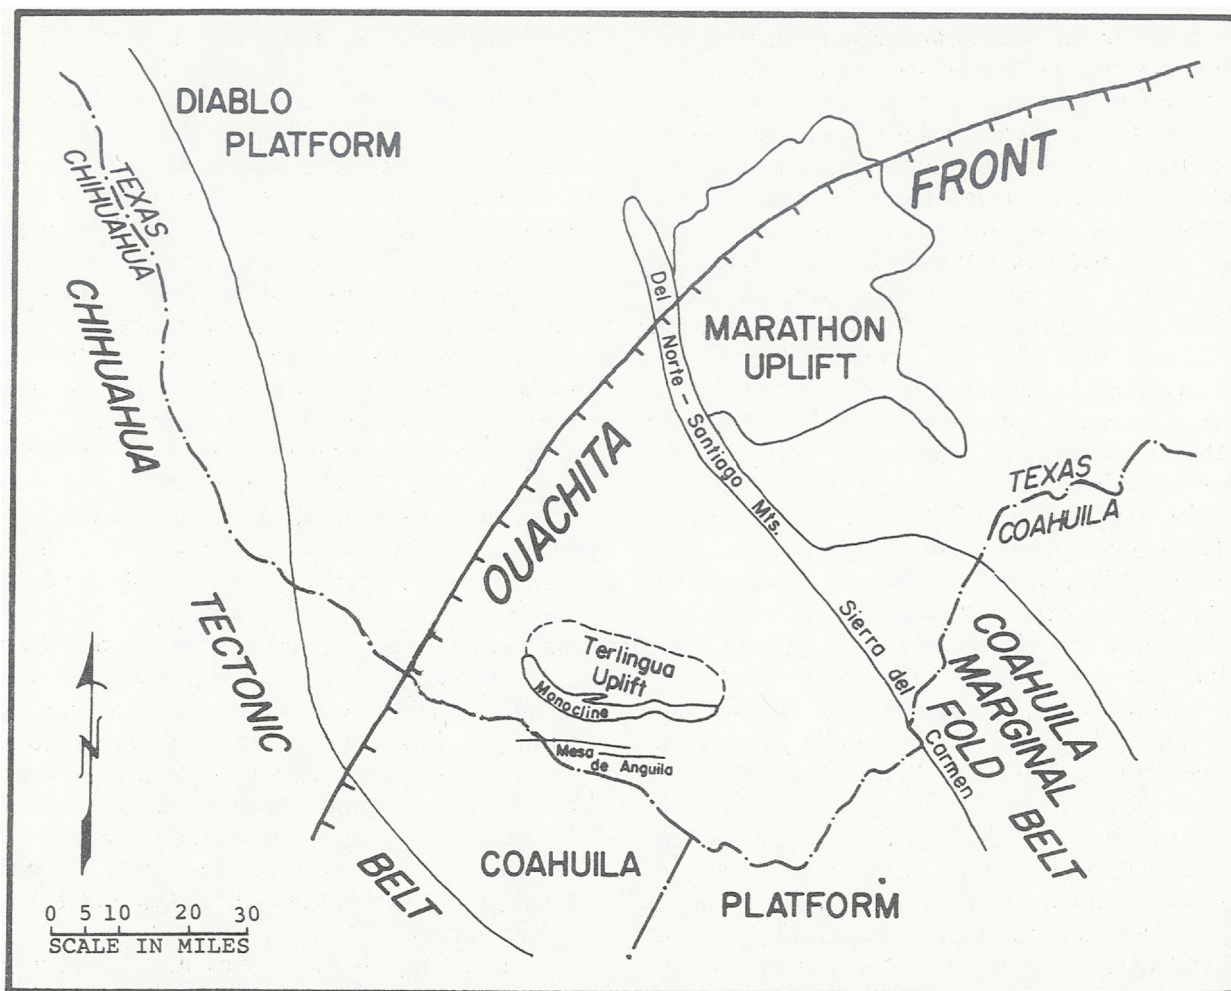 DIABLO
PLATFORM
TEXAS
CHIHUAHUA
FRONT
Del Norte - Santiago Mts.
MARATHON
UPLIFT
CHIHUAHUA
TECTONIC
BELT
OUACHITA
TEXAS
COAHUILA
Terlingua
Uplift
Monocline
Mesa
de Anguila
Sierra del Carmen
COAHUILA
MARGINAL
FOLD
BELT
N
COAHUILA
PLATFORM
0 5 10 20 30
SCALE IN MILES